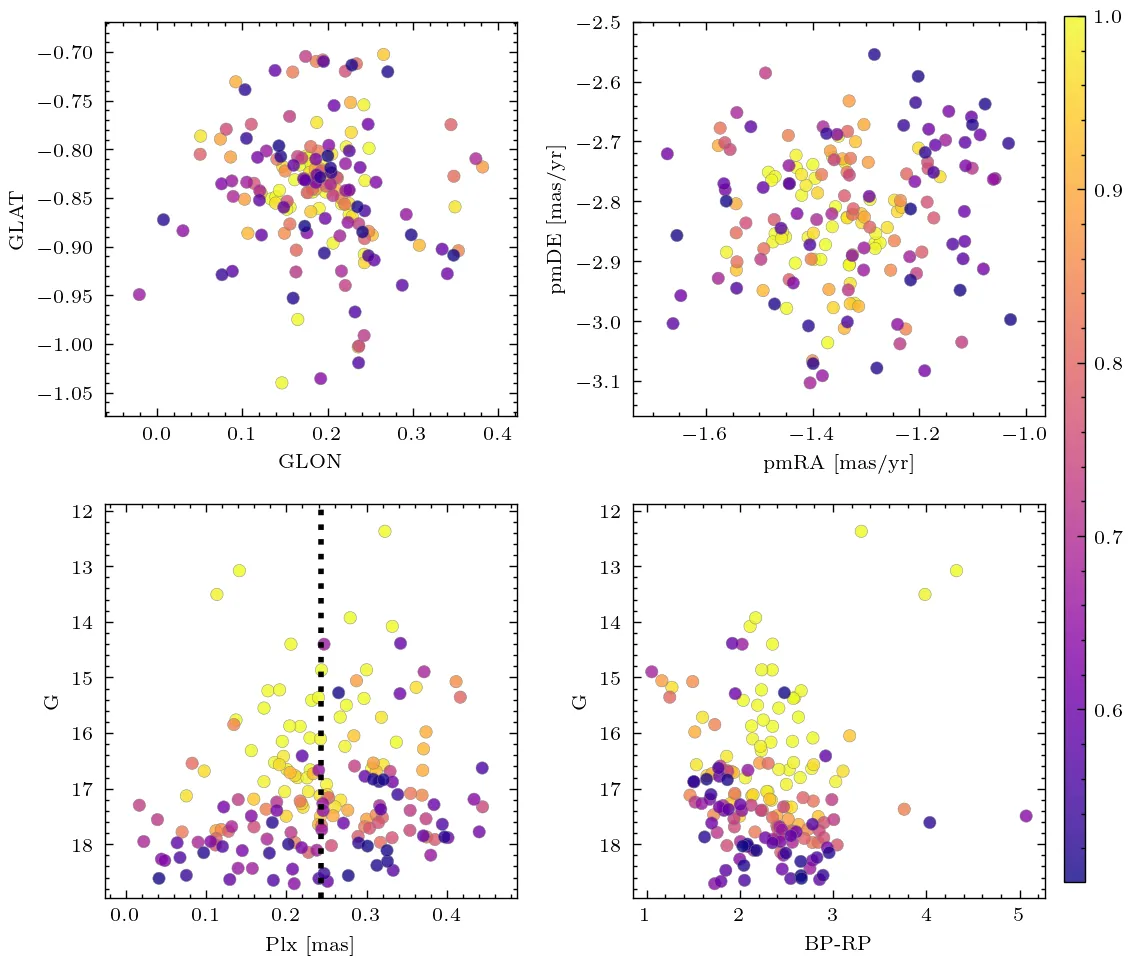 −0.70
−0.75
−0.80
−0.85
−0.90
−0.95
−1.00
−1.05
GLAT
0.0 0.1 0.2 0.3 0.4
GLON
−2.5
−2.6
−2.7
−2.8
−2.9
−3.0
−3.1
pmDE [mas/yr]
−1.6 −1.4 −1.2 −1.0
pmRA [mas/yr]
12
13
14
15
16
17
18
G
0.0 0.1 0.2 0.3 0.4
Plx [mas]
12
13
14
15
16
17
18
G
1 2 3 4 5
BP-RP
1.0
0.9
0.8
0.7
0.6